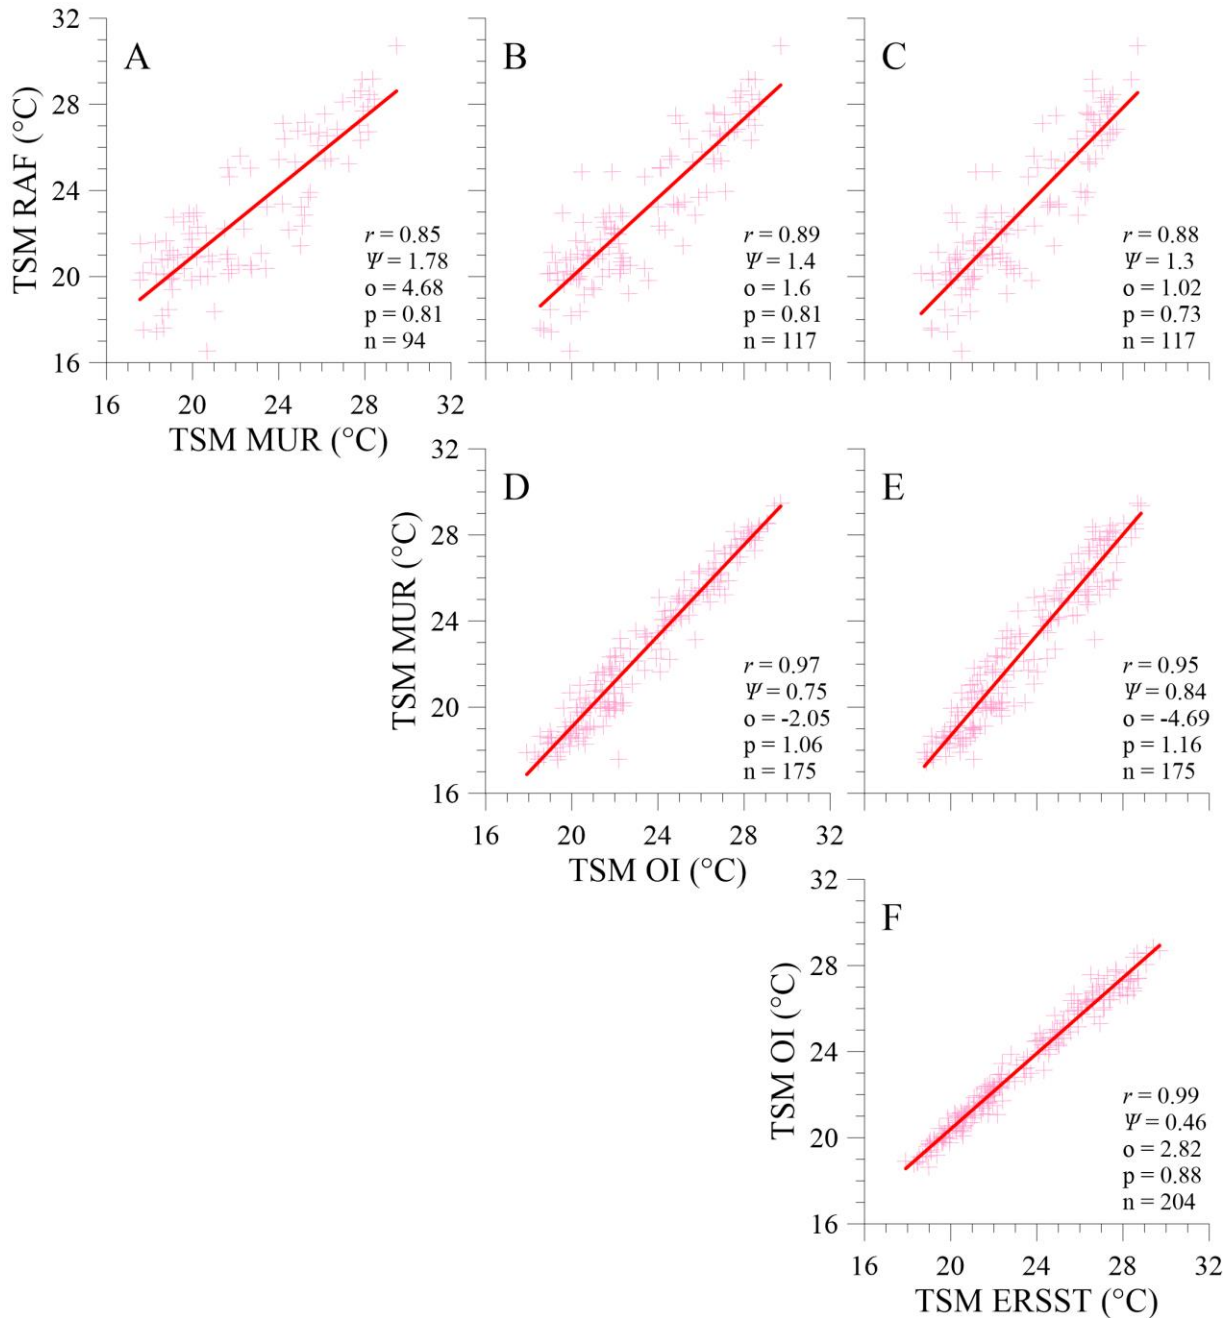 32
28
24
20
16
TSM RAF (°C)
A
r = 0.85
Ψ = 1.78
o = 4.68
p = 0.81
n = 94
16 20 24 28 32
TSM MUR (°C)
B
r = 0.89
Ψ = 1.4
o = 1.6
p = 0.81
n = 117
C
r = 0.88
Ψ = 1.3
o = 1.02
p = 0.73
n = 117
32
28
24
20
16
TSM MUR (°C)
D
r = 0.97
Ψ = 0.75
o = -2.05
p = 1.06
n = 175
16 20 24 28 32
TSM OI (°C)
E
r = 0.95
Ψ = 0.84
o = -4.69
p = 1.16
n = 175
32
28
24
20
16
TSM OI (°C)
F
r = 0.99
Ψ = 0.46
o = 2.82
p = 0.88
n = 204
16 20 24 28 32
TSM ERSST (°C)